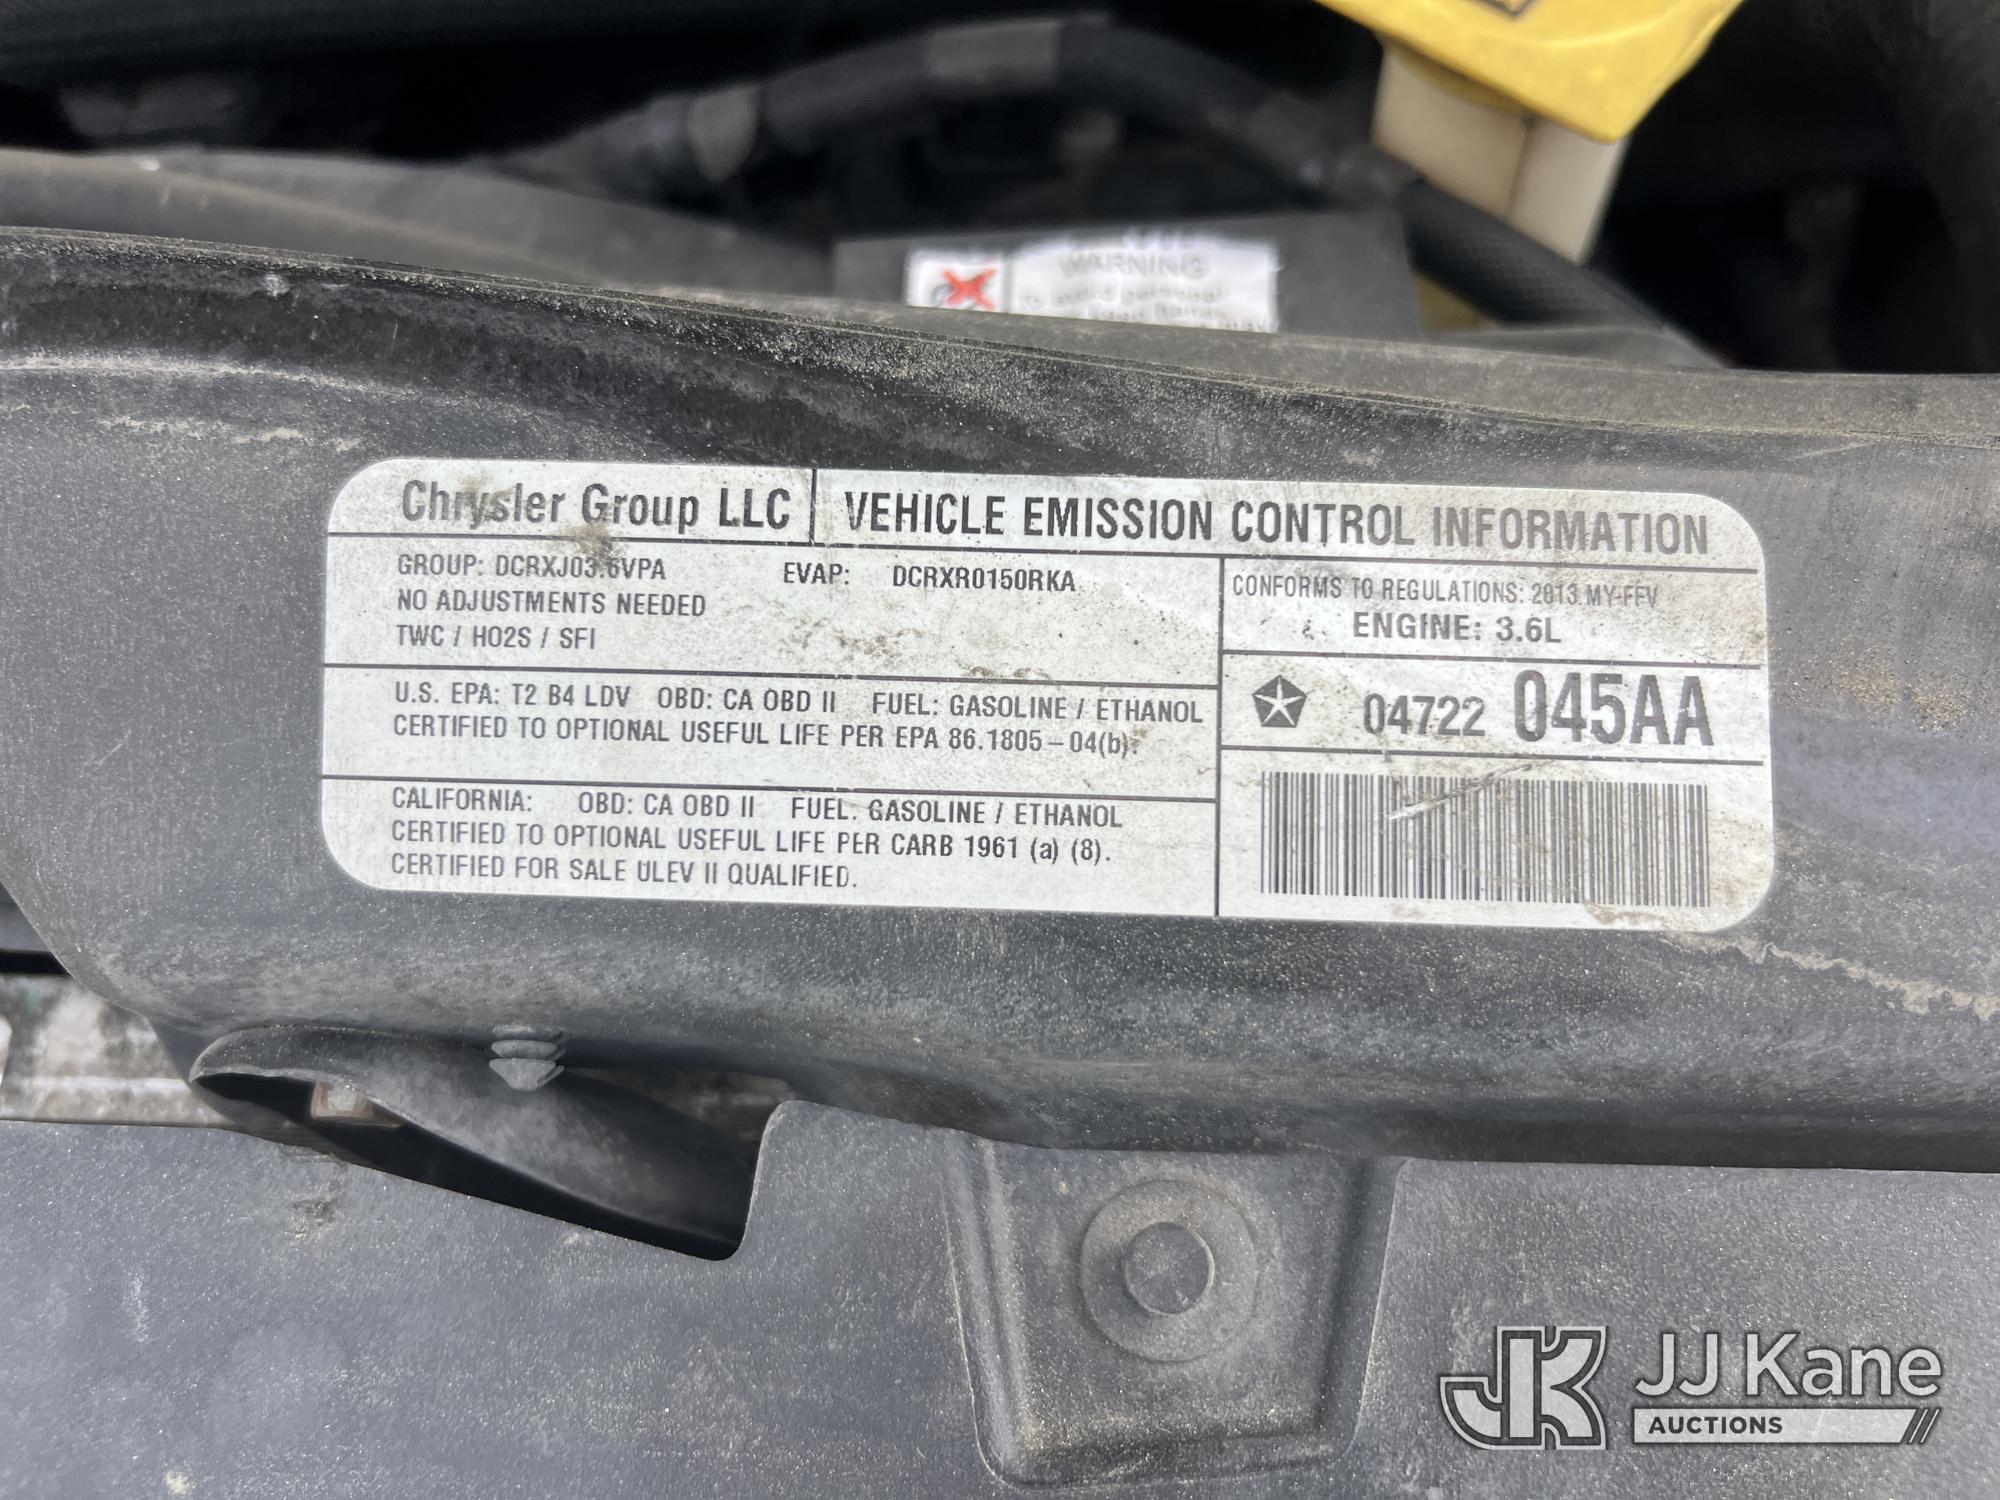 WARNING
To avoid personal
Chrysler Group LLC
VEHICLE EMISSION CONTROL INFORMATION
GROUP: DCRXJ03.6VPA EVAP: DCRXR0150RKA
NO ADJUSTMENTS NEEDED
TWC / HO2S / SFI
CONFORMS TO REGULATIONS: 2013 MY-FFV
ENGINE: 3.6L
U.S. EPA: T2 B4 LDV OBD: CA OBD II FUEL: GASOLINE / ETHANOL
CERTIFIED TO OPTIONAL USEFUL LIFE PER EPA 86.1805–04(b).
04722 045AA
CALIFORNIA: OBD: CA OBD II FUEL: GASOLINE / ETHANOL
CERTIFIED TO OPTIONAL USEFUL LIFE PER CARB 1961 (a) (8).
CERTIFIED FOR SALE ULEV II QUALIFIED.
JK JJ Kane
AUCTIONS